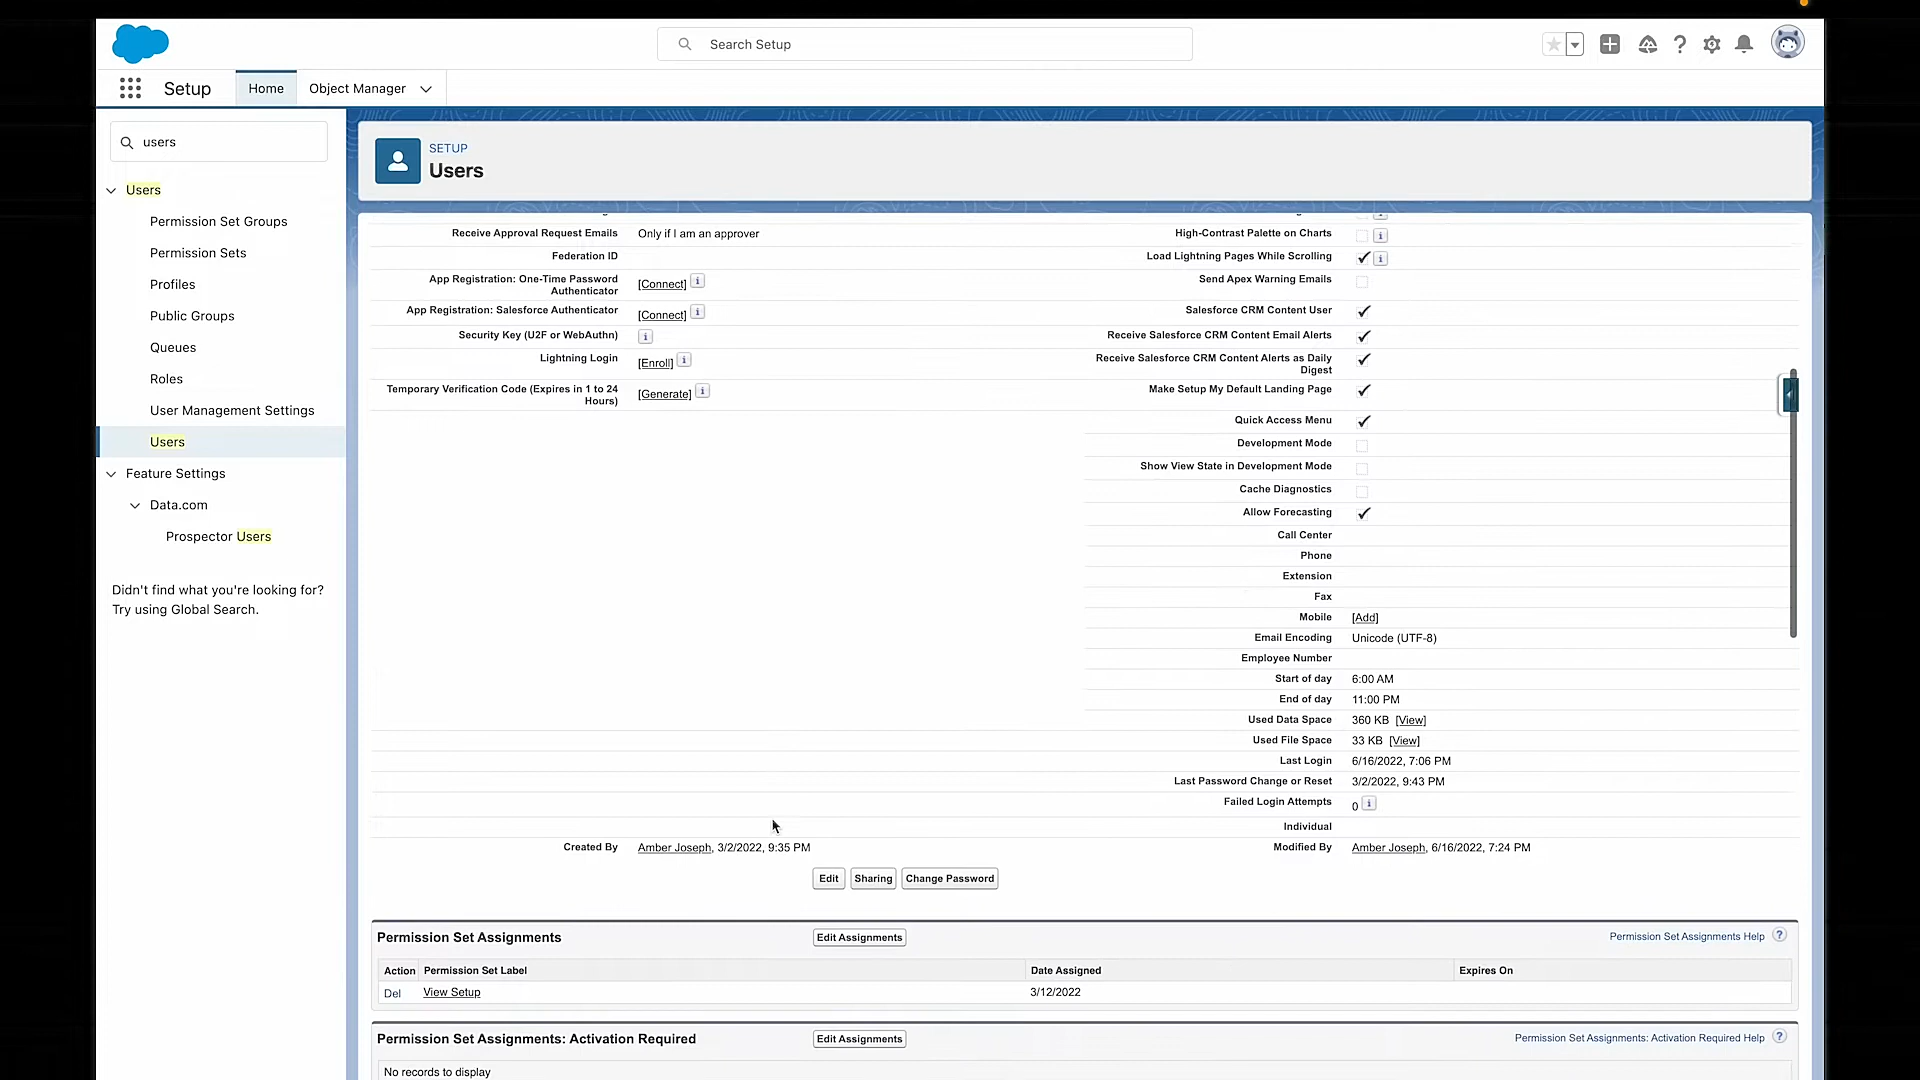 Search Setup
Setup
Home
Object Manager
users
Users
Permission Set Groups
Permission Sets
Profiles
Public Groups
Queues
Roles
User Management Settings
Users
Feature Settings
Data.com
Prospector Users
Didn't find what you're looking for?
Try using Global Search.
SETUP
Users
Receive Approval Request Emails Only if I am an approver
Federation ID
App Registration: One-Time Password
Authenticator [Connect] i
App Registration: Salesforce Authenticator [Connect] i
Security Key (U2F or WebAuthn) i
Lightning Login [Enroll] i
Temporary Verification Code (Expires in 1 to 24
Hours) [Generate] i
High-Contrast Palette on Charts i
Load Lightning Pages While Scrolling i
Send Apex Warning Emails
Salesforce CRM Content User
Receive Salesforce CRM Content Email Alerts
Receive Salesforce CRM Content Alerts as Daily
Digest
Make Setup My Default Landing Page
Quick Access Menu
Development Mode
Show View State in Development Mode
Cache Diagnostics
Allow Forecasting
Call Center
Phone
Extension
Fax
Mobile [Add]
Email Encoding Unicode (UTF-8)
Employee Number
Start of day 6:00 AM
End of day 11:00 PM
Used Data Space 360 KB [View]
Used File Space 33 KB [View]
Last Login 6/16/2022, 7:06 PM
Last Password Change or Reset 3/2/2022, 9:43 PM
Failed Login Attempts 0 i
Individual
Created By Amber Joseph, 3/2/2022, 9:35 PM
Modified By Amber Joseph, 6/16/2022, 7:24 PM
Edit Sharing Change Password
Permission Set Assignments Edit Assignments Permission Set Assignments Help ?
Action Permission Set Label Date Assigned Expires On
Del View Setup 3/12/2022
Permission Set Assignments: Activation Required Edit Assignments Permission Set Assignments: Activation Required Help ?
No records to display